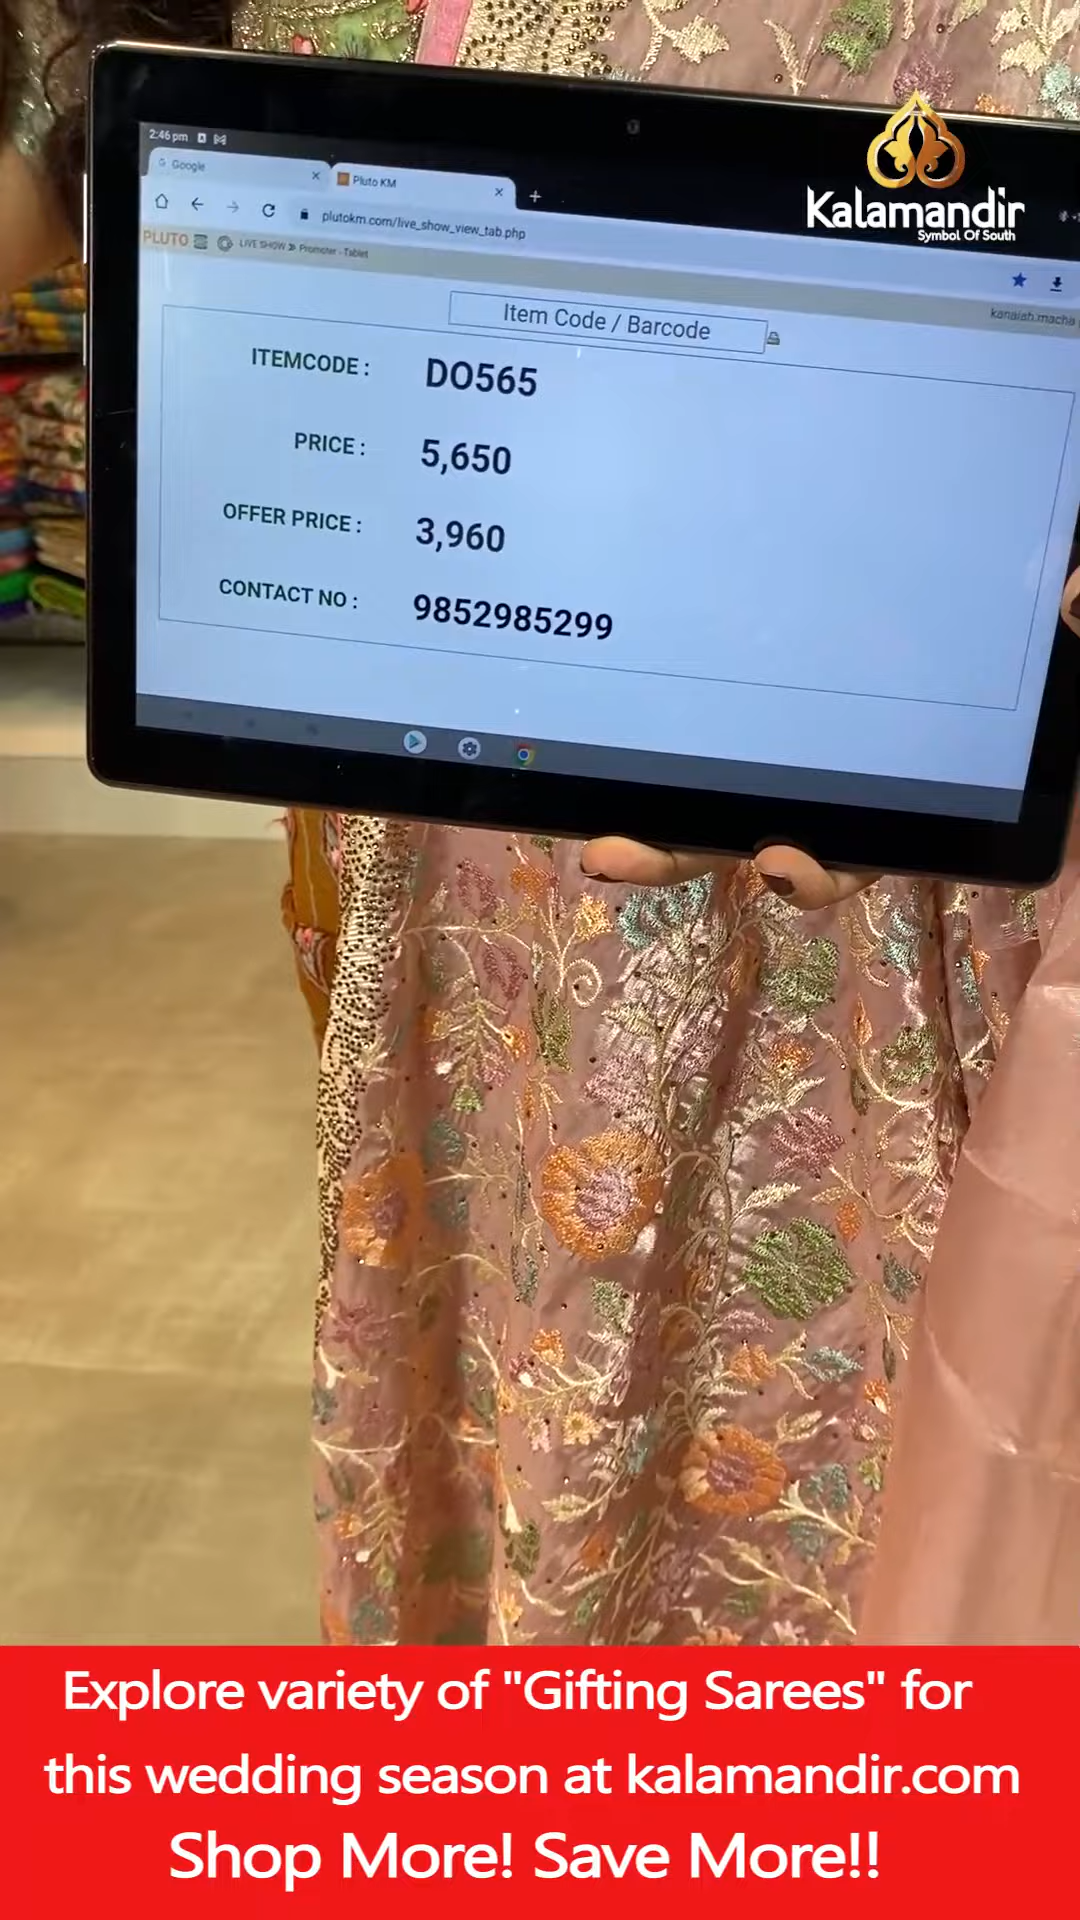 Kalamandir
Symbol Of South
2:46 pm
Google
Pluto KM
plutokm.com/live_show_view_tab.php
PLUTO
LIVE SHOW » Promoter - Tablet
kanaiah.macha
Item Code / Barcode
ITEMCODE : DO565
PRICE : 5,650
OFFER PRICE : 3,960
CONTACT NO : 9852985299
Explore variety of "Gifting Sarees" for
this wedding season at kalamandir.com
Shop More! Save More!!